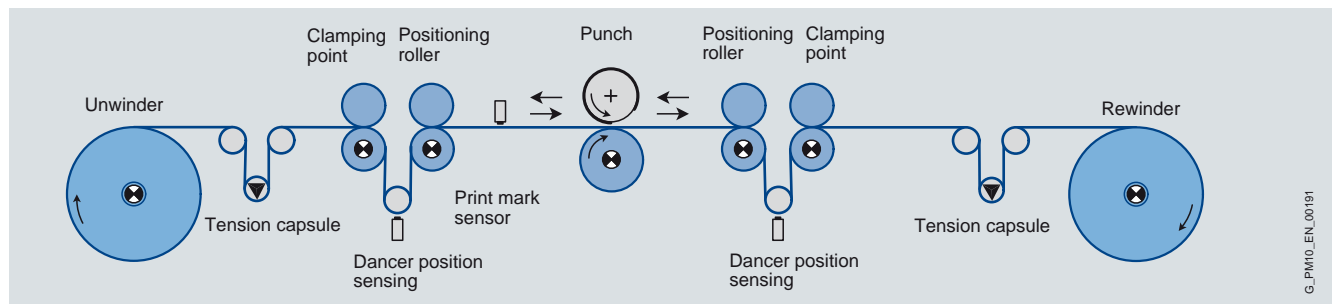 Clamping
point
Positioning
roller
Punch
Positioning
roller
Clamping
point
Unwinder
Rewinder
Tension capsule
Print mark
sensor
Tension capsule
Dancer position
sensing
Dancer position
sensing
G_PM10_EN_00191